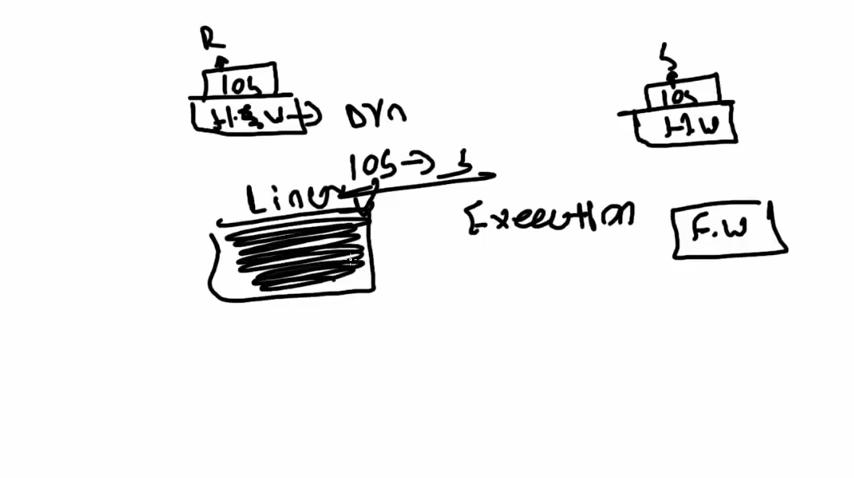 R
IOS
H.W
DYn
S
IOS
H W
IOS → S
Linux
Execution
F.W